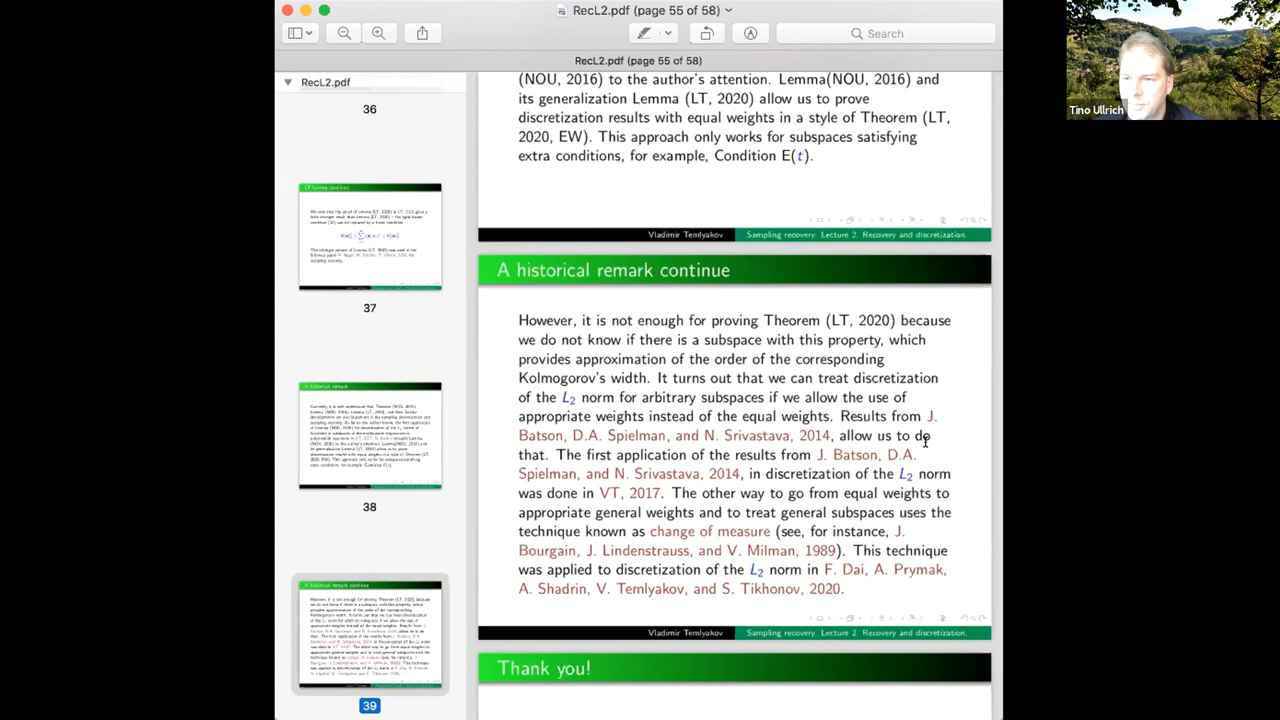 RecL2.pdf (page 55 of 58)
Search
RecL2.pdf (page 55 of 58)
RecL2.pdf
36
37
38
39
Tino Ullrich
(NOU, 2016) to the author's attention. Lemma(NOU, 2016) and
its generalization Lemma (LT, 2020) allow us to prove
discretization results with equal weights in a style of Theorem (LT,
2020, EW). This approach only works for subspaces satisfying
extra conditions, for example, Condition E(t).
Vladimir Temlyakov Sampling recovery. Lecture 2. Recovery and discretization.
A historical remark continue
However, it is not enough for proving Theorem (LT, 2020) because
we do not know if there is a subspace with this property, which
provides approximation of the order of the corresponding
Kolmogorov's width. It turns out that we can treat discretization
of the L2 norm for arbitrary subspaces if we allow the use of
appropriate weights instead of the equal weights. Results from J.
Batson, D.A. Spielman, and N. Srivastava, 2014, allow us to do
that. The first application of the results from J. Batson, D.A.
Spielman, and N. Srivastava, 2014, in discretization of the L2 norm
was done in VT, 2017. The other way to go from equal weights to
appropriate general weights and to treat general subspaces uses the
technique known as change of measure (see, for instance, J.
Bourgain, J. Lindenstrauss, and V. Milman, 1989). This technique
was applied to discretization of the L2 norm in F. Dai, A. Prymak,
A. Shadrin, V. Temlyakov, and S. Tikhonov, 2020.
Vladimir Temlyakov Sampling recovery. Lecture 2. Recovery and discretization.
Thank you!